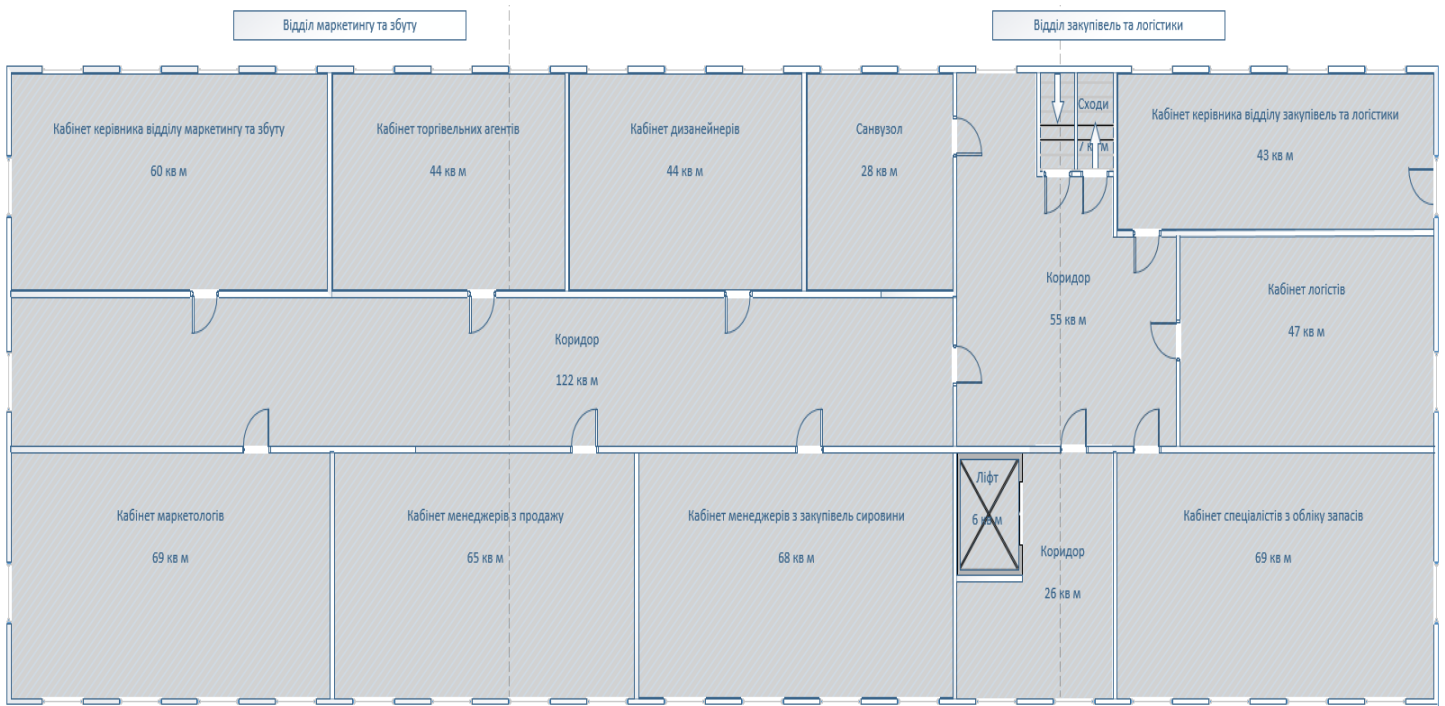 Відділ маркетингу та збуту
Відділ закупівель та логістики
Кабінет керівника відділу маркетингу та збуту
60 кв м
Кабінет торгівельних агентів
44 кв м
Кабінет дизанейнерів
44 кв м
Санвузол
28 кв м
Сходи
7 кв м
Кабінет керівника відділу закупівель та логістики
43 кв м
Коридор
55 кв м
Кабінет логістів
47 кв м
Коридор
122 кв м
Кабінет маркетологів
69 кв м
Кабінет менеджерів з продажу
65 кв м
Кабінет менеджерів з закупівель сировини
68 кв м
Ліфт
6 кв м
Коридор
26 кв м
Кабінет спеціалістів з обліку запасів
69 кв м